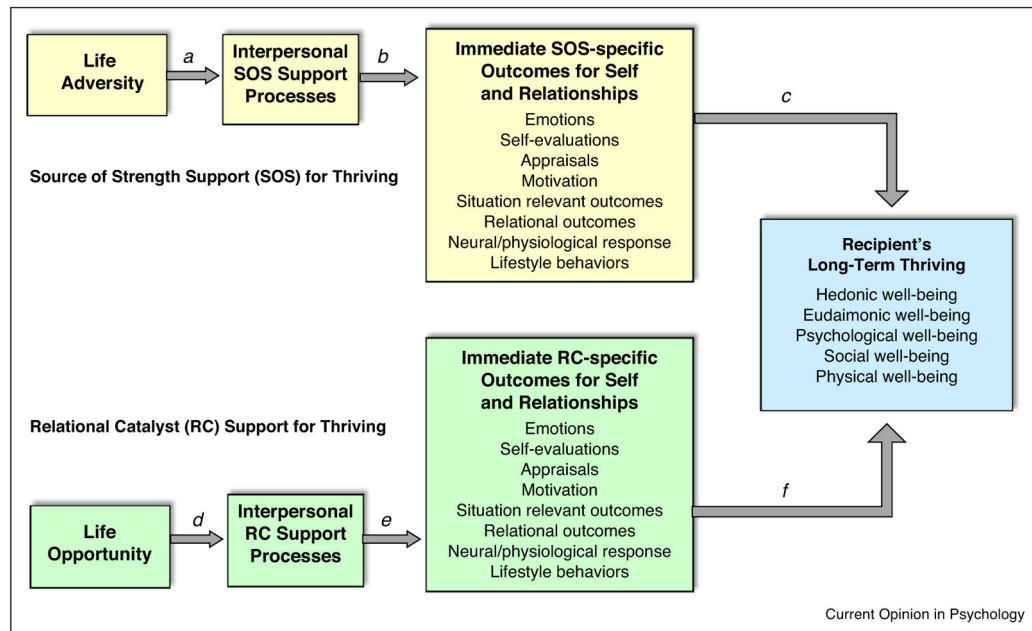 Life
Adversity
a
Interpersonal
SOS Support
Processes
b
Immediate SOS-specific
Outcomes for Self
and Relationships
Emotions
Self-evaluations
Appraisals
Motivation
Situation relevant outcomes
Relational outcomes
Neural/physiological response
Lifestyle behaviors
c
Source of Strength Support (SOS) for Thriving
Recipient's
Long-Term Thriving
Hedonic well-being
Eudaimonic well-being
Psychological well-being
Social well-being
Physical well-being
Relational Catalyst (RC) Support for Thriving
Life
Opportunity
d
Interpersonal
RC Support
Processes
e
Immediate RC-specific
Outcomes for Self
and Relationships
Emotions
Self-evaluations
Appraisals
Motivation
Situation relevant outcomes
Relational outcomes
Neural/physiological response
Lifestyle behaviors
f
Current Opinion in Psychology